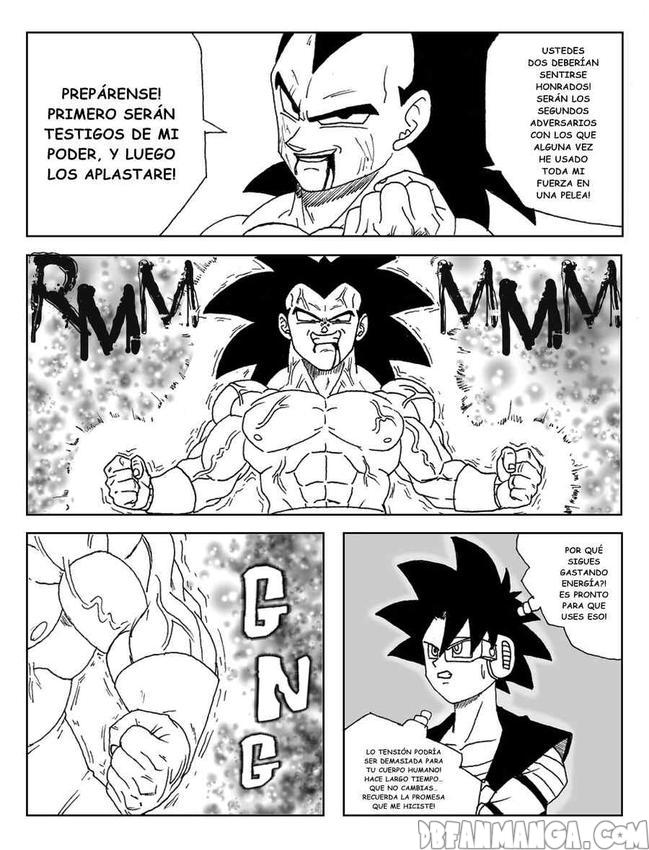 USTEDES
DOS DEBERÍAN
SENTIRSE
HONRADOS!
SERÁN LOS
SEGUNDOS
ADVERSARIOS
CON LOS QUE
ALGUNA VEZ
HE USADO
TODA MI
FUERZA EN
UNA PELEA!
PREPÁRENSE!
PRIMERO SERÁN
TESTIGOS DE MI
PODER, Y LUEGO
LOS APLASTARE!
RMM
MMM
GNG
POR QUÉ
SIGUES
GASTANDO
ENERGÍA?!
ES PRONTO
PARA QUE
USES ESO!
LO TENSIÓN PODRÍA
SER DEMASIADA PARA
TU CUERPO HUMANO!
HACE LARGO TIEMPO…
QUE NO CAMBIAS…
RECUERDA LA PROMESA
QUE ME HICISTE!
DBFANMANGA.COM